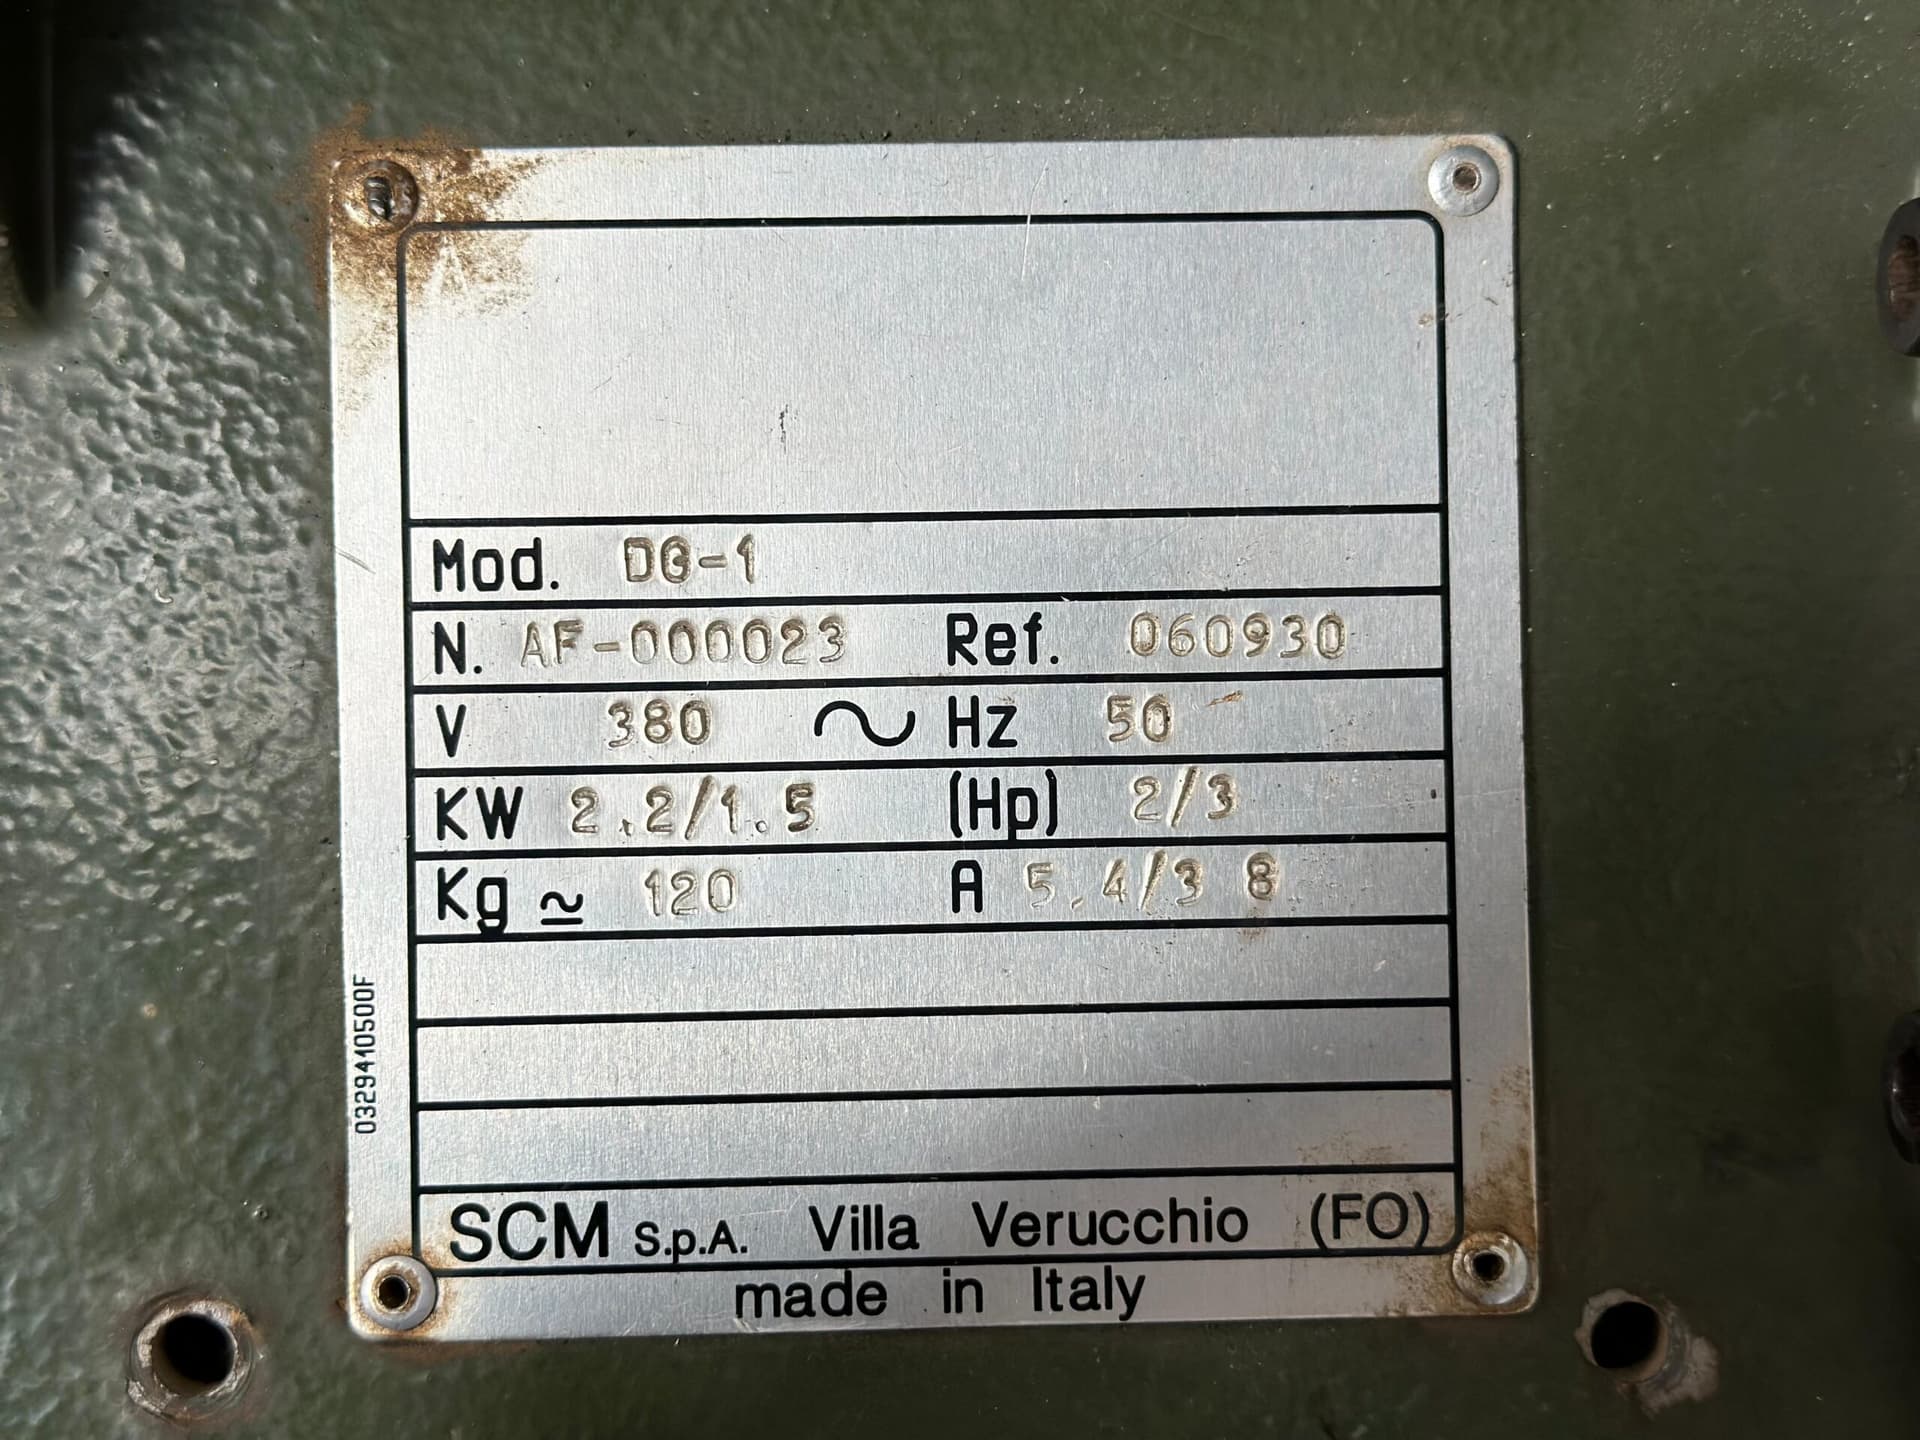 Mod. DG-1
N. AF-000023 Ref. 060930
V 380 ~ Hz 50
KW 2.2/1.5 (Hp) 2/3
Kg ≃ 120 A 5.4/3 8
0329410500F
SCM S.p.A. Villa Verucchio (FO)
made in Italy